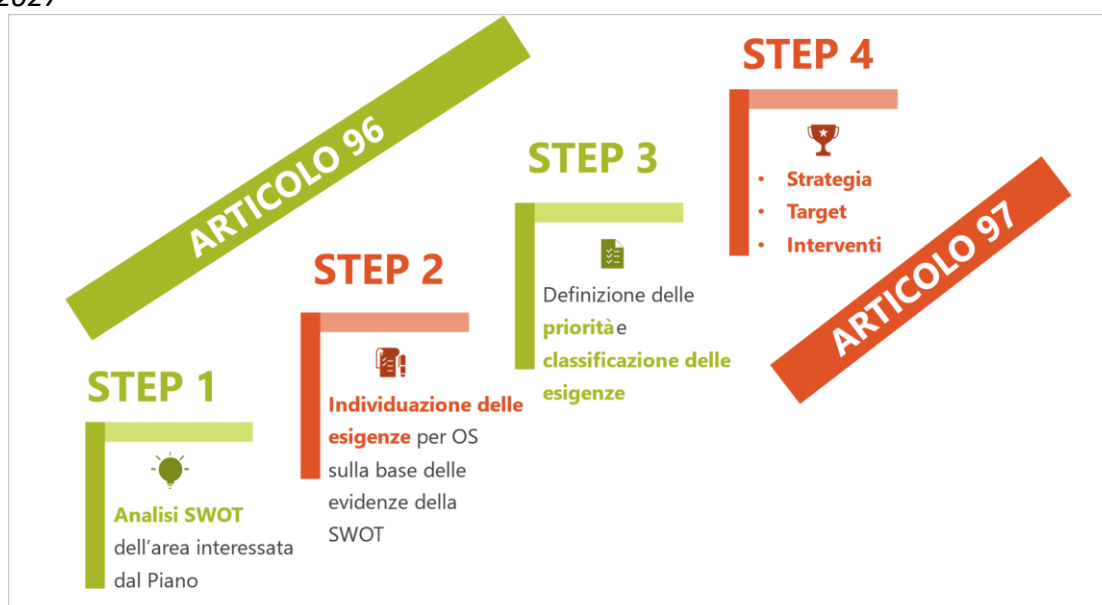 ARTICOLO 96
STEP 1
Analisi SWOT
dell'area interessata
dal Piano
STEP 2
Individuazione delle
esigenze per OS
sulla base delle
evidenze della
SWOT
STEP 3
Definizione delle
priorità e
classificazione delle
esigenze
STEP 4
• Strategia
• Target
• Interventi
ARTICOLO 97